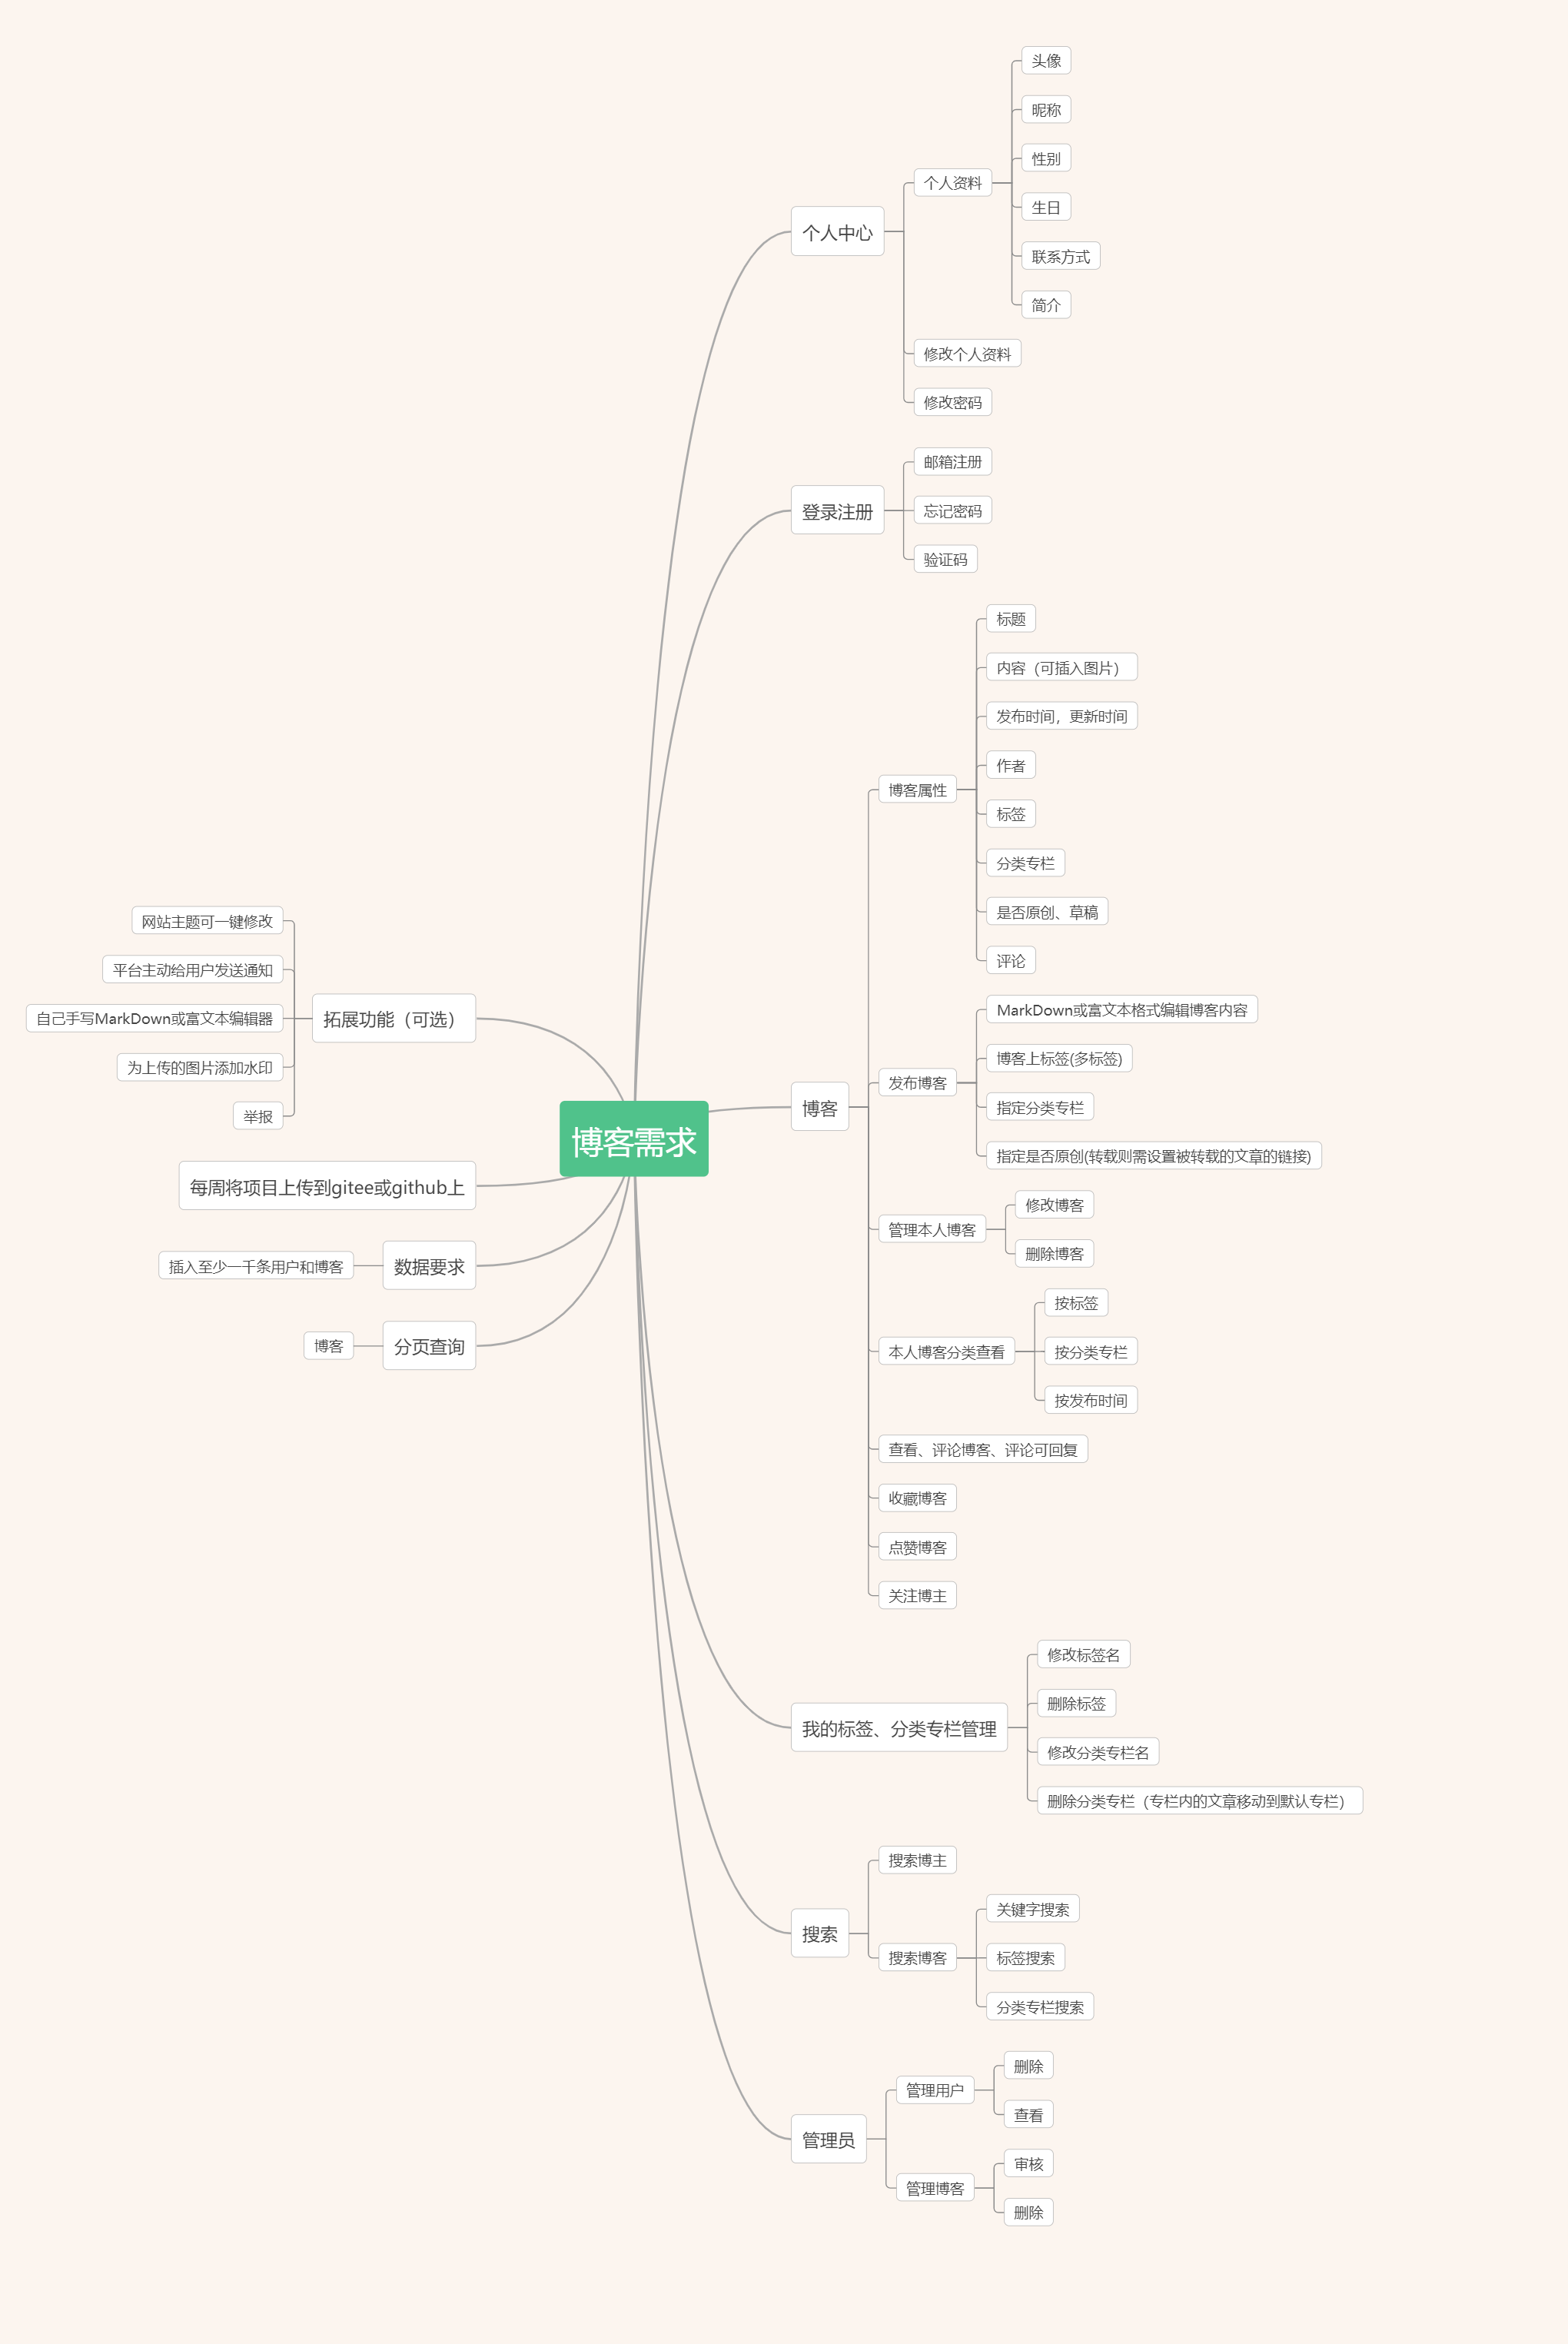 博客需求
个人中心
个人资料
头像
昵称
性别
生日
联系方式
简介
修改个人资料
修改密码
登录注册
邮箱注册
忘记密码
验证码
博客
博客属性
标题
内容（可插入图片）
发布时间，更新时间
作者
标签
分类专栏
是否原创、草稿
评论
发布博客
MarkDown或富文本格式编辑博客内容
博客上标签(多标签)
指定分类专栏
指定是否原创(转载则需设置被转载的文章的链接)
管理本人博客
修改博客
删除博客
本人博客分类查看
按标签
按分类专栏
按发布时间
查看、评论博客、评论可回复
收藏博客
点赞博客
关注博主
我的标签、分类专栏管理
修改标签名
删除标签
修改分类专栏名
删除分类专栏（专栏内的文章移动到默认专栏）
搜索
搜索博主
搜索博客
关键字搜索
标签搜索
分类专栏搜索
管理员
管理用户
删除
查看
管理博客
审核
删除
拓展功能（可选）
网站主题可一键修改
平台主动给用户发送通知
自己手写MarkDown或富文本编辑器
为上传的图片添加水印
举报
每周将项目上传到gitee或github上
数据要求
插入至少一千条用户和博客
分页查询
博客